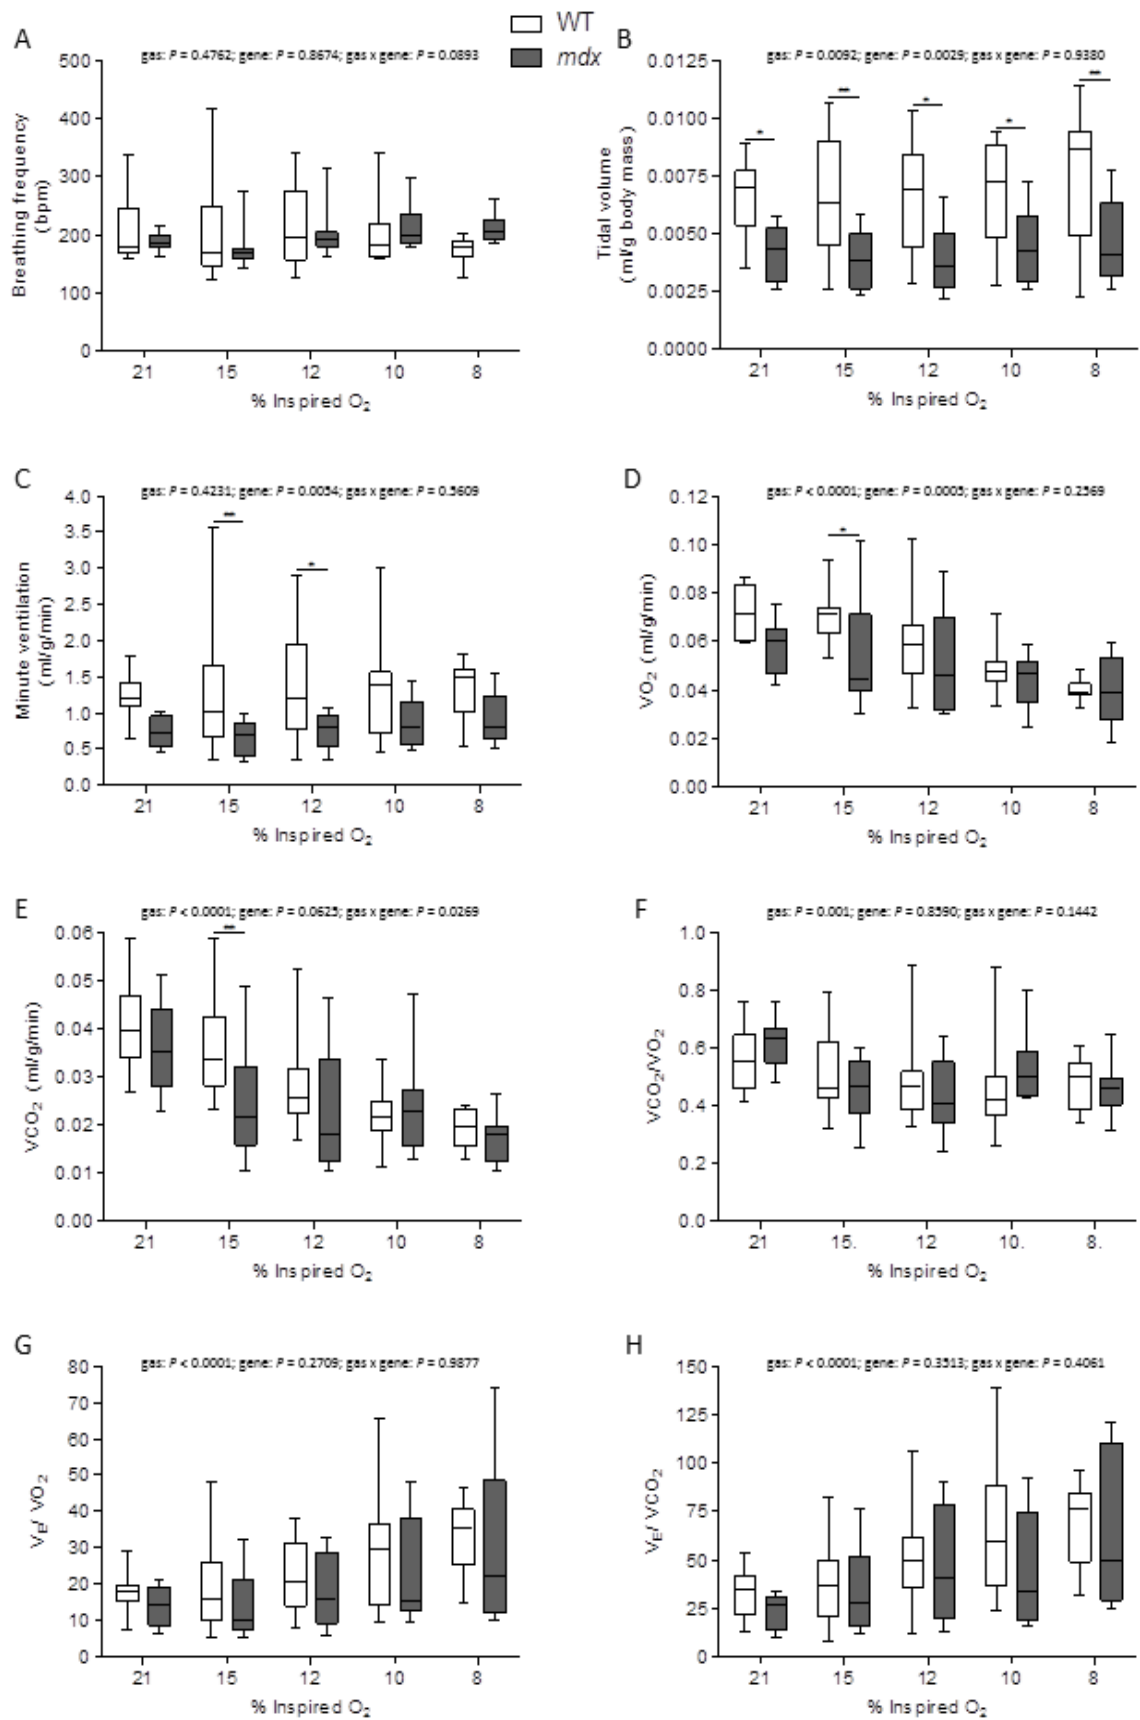 WT
mdx
A
gas: P = 0.4762; gene: P = 0.8674; gas x gene: P = 0.0893
500
400
300
200
100
0
Breathing frequency
(bpm)
21 15 12 10 8
% Inspired O₂
B
gas: P = 0.0092; gene: P = 0.0029; gas x gene: P = 0.9380
0.0125
0.0100
0.0075
0.0050
0.0025
0.0000
Tidal volume
(ml/g body mass)
* ** * * **
21 15 12 10 8
% Inspired O₂
C
gas: P = 0.4231; gene: P = 0.0054; gas x gene: P = 0.5609
4.0
3.5
3.0
2.5
2.0
1.5
1.0
0.5
0.0
Minute ventilation
(ml/g/min)
** *
21 15 12 10 8
% Inspired O₂
D
gas: P < 0.0001; gene: P = 0.0005; gas x gene: P = 0.2569
0.12
0.10
0.08
0.06
0.04
0.02
0.00
VO₂ (ml/g/min)
*
21 15 12 10 8
% Inspired O₂
E
gas: P < 0.0001; gene: P = 0.0625; gas x gene: P = 0.0269
0.06
0.05
0.04
0.03
0.02
0.01
0.00
VCO₂ (ml/g/min)
**
21 15 12 10 8
% Inspired O₂
F
gas: P = 0.001; gene: P = 0.8590; gas x gene: P = 0.1442
1.0
0.8
0.6
0.4
0.2
0.0
VCO₂/VO₂
21 15. 12 10. 8.
% Inspired O₂
G
gas: P < 0.0001; gene: P = 0.2709; gas x gene: P = 0.9877
80
70
60
50
40
30
20
10
0
V_E/ VO₂
21 15 12 10 8
% Inspired O₂
H
gas: P < 0.0001; gene: P = 0.3513; gas x gene: P = 0.4061
150
125
100
75
50
25
0
V_E/ VCO₂
21 15 12 10 8
% Inspired O₂